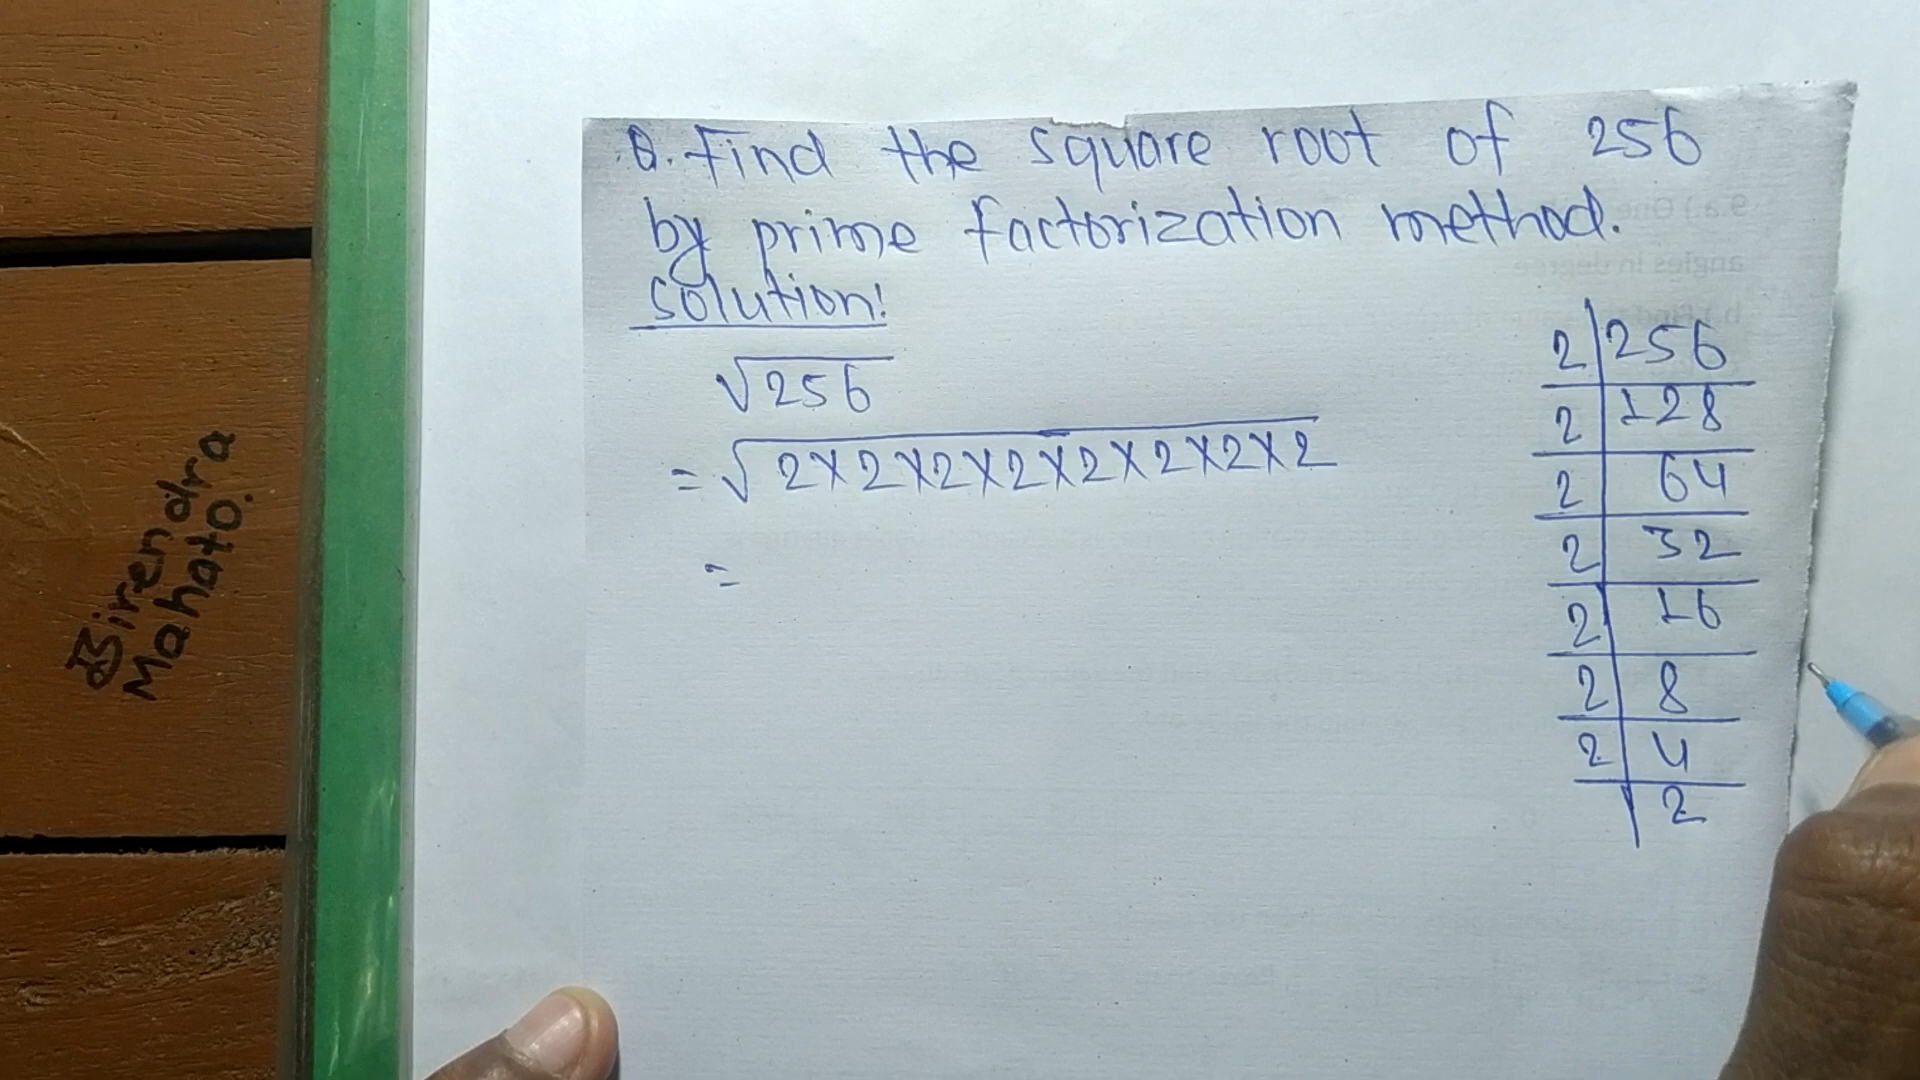 Q. Find the square root of 256
by prime factorization method.
Solution:
√256
= √2×2×2×2×2×2×2×2
=
2 | 256
2 | 128
2 | 64
2 | 32
2 | 16
2 | 8
2 | 4
| 2
Birendra
Mahato.